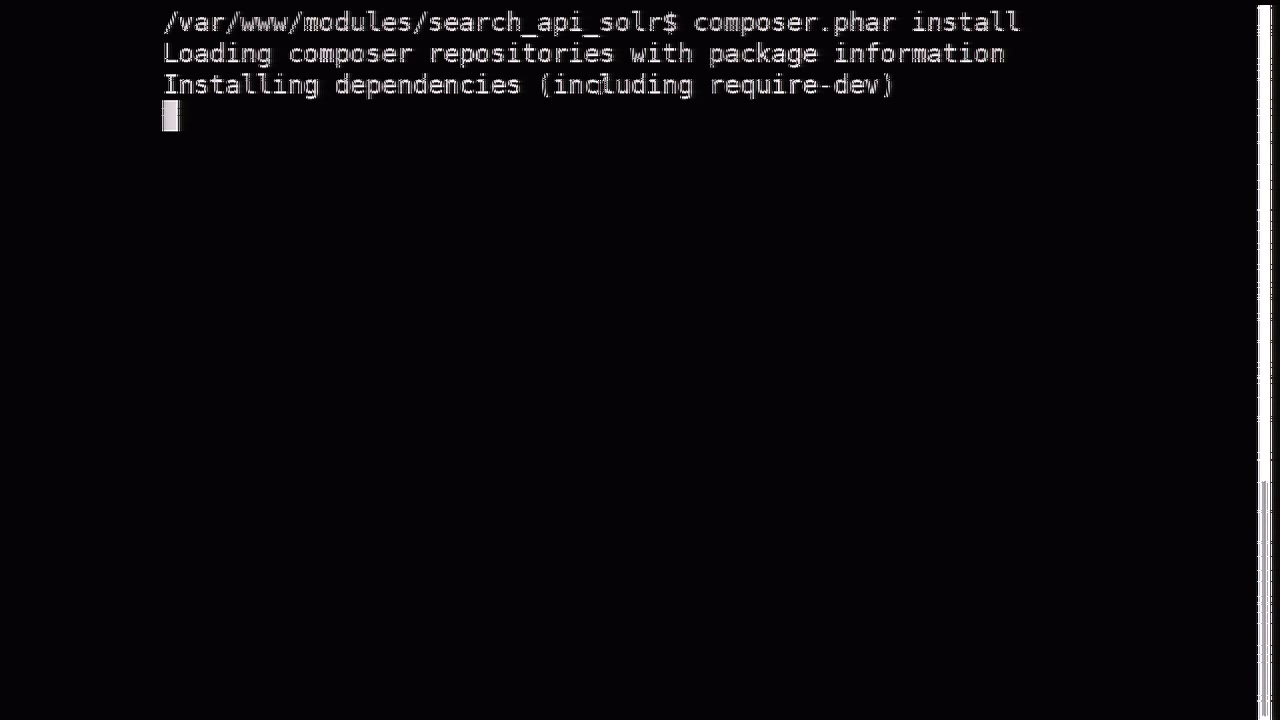 /var/www/modules/search_api_solr$ composer.phar install
Loading composer repositories with package information
Installing dependencies (including require-dev)